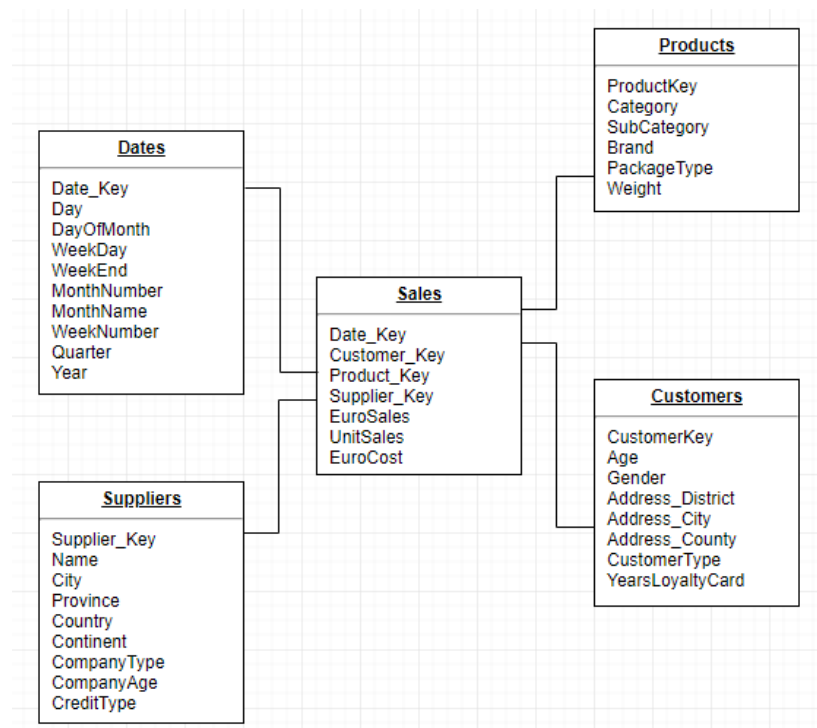 Products
ProductKey
Category
SubCategory
Brand
PackageType
Weight
Dates
Date_Key
Day
DayOfMonth
WeekDay
WeekEnd
MonthNumber
MonthName
WeekNumber
Quarter
Year
Sales
Date_Key
Customer_Key
Product_Key
Supplier_Key
EuroSales
UnitSales
EuroCost
Customers
CustomerKey
Age
Gender
Address_District
Address_City
Address_County
CustomerType
YearsLoyaltyCard
Suppliers
Supplier_Key
Name
City
Province
Country
Continent
CompanyType
CompanyAge
CreditType